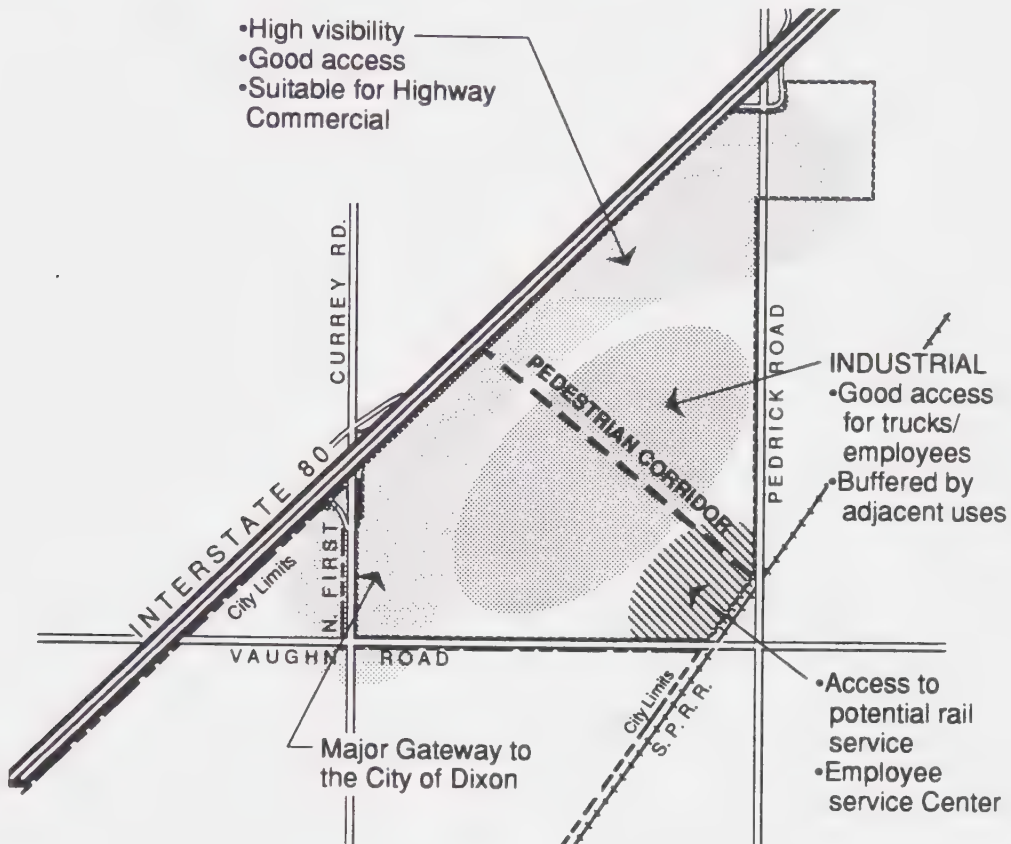 •High visibility
•Good access
•Suitable for Highway
Commercial
CURREY RD.
INTERSTATE 80
City Limits
N. FIRST
VAUGHN ROAD
PEDESTRIAN CORRIDOR
PEDRICK ROAD
INDUSTRIAL
•Good access
for trucks/
employees
•Buffered by
adjacent uses
City Limits
S. P. R. R.
Major Gateway to
the City of Dixon
•Access to
potential rail
service
•Employee
service Center